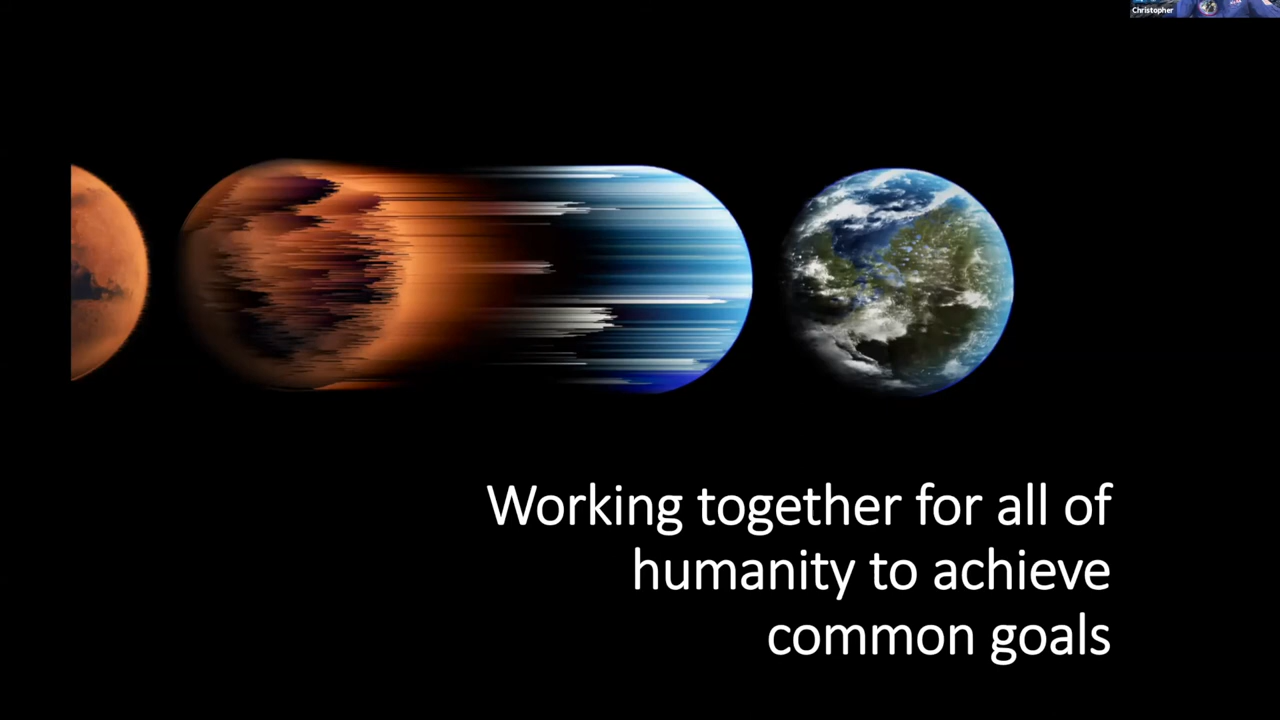 Christopher
Working together for all of
humanity to achieve
common goals